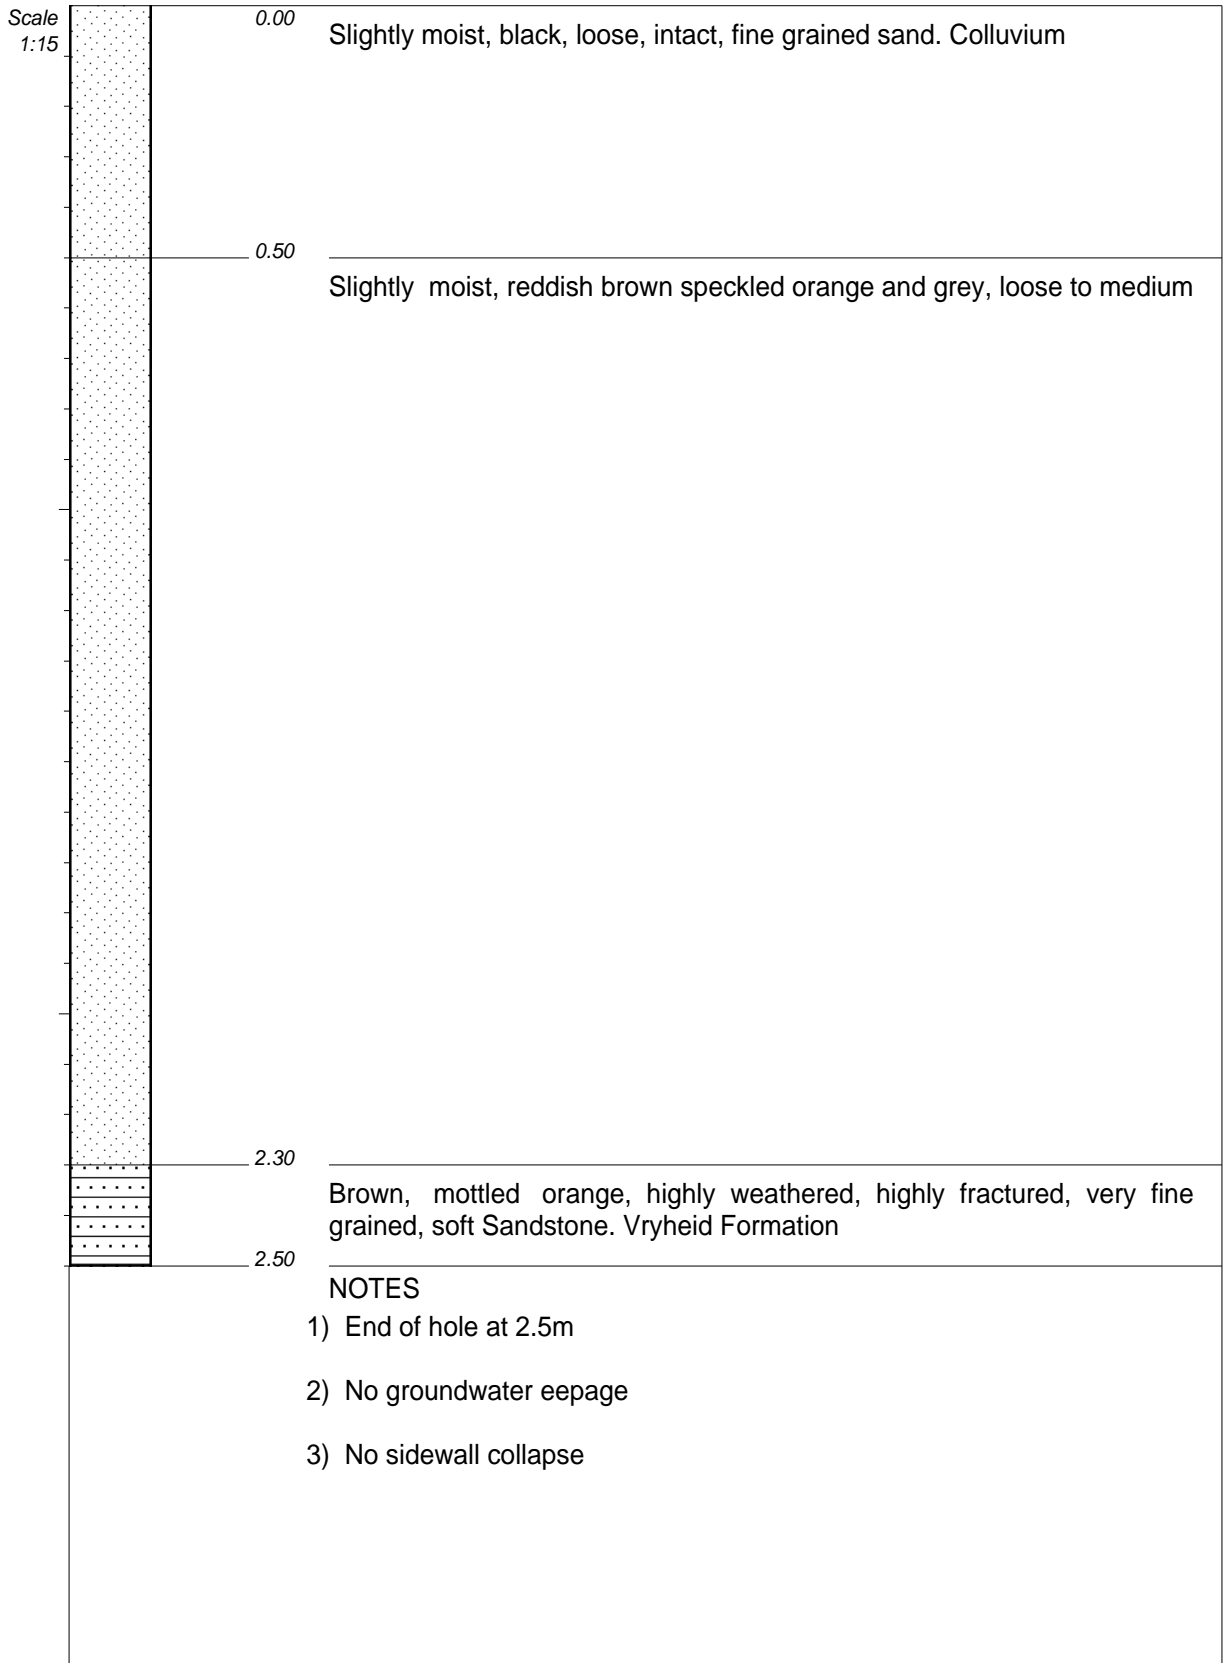 Scale
1:15
0.00
Slightly moist, black, loose, intact, fine grained sand. Colluvium
0.50
Slightly moist, reddish brown speckled orange and grey, loose to medium
2.30
Brown, mottled orange, highly weathered, highly fractured, very fine
grained, soft Sandstone. Vryheid Formation
2.50
NOTES
1) End of hole at 2.5m
2) No groundwater eepage
3) No sidewall collapse